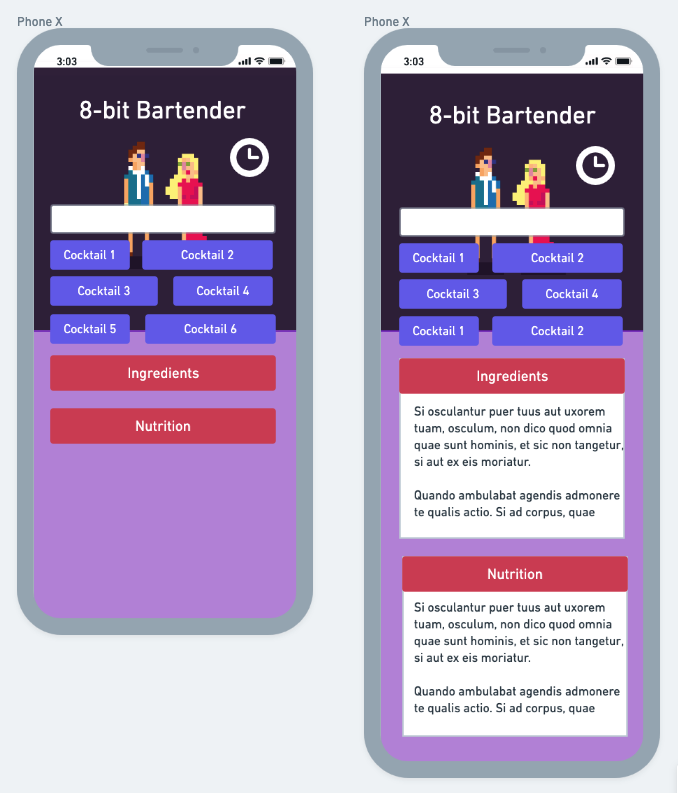 Phone X
3:03
8-bit Bartender
Cocktail 1
Cocktail 2
Cocktail 3
Cocktail 4
Cocktail 5
Cocktail 6
Ingredients
Nutrition
Phone X
3:03
8-bit Bartender
Cocktail 1
Cocktail 2
Cocktail 3
Cocktail 4
Cocktail 1
Cocktail 2
Ingredients
Si osculantur puer tuus aut uxorem
tuam, osculum, non dico quod omnia
quae sunt hominis, et sic non tangetur,
si aut ex eis moriatur.
Quando ambulabat agendis admonere
te qualis actio. Si ad corpus, quae
Nutrition
Si osculantur puer tuus aut uxorem
tuam, osculum, non dico quod omnia
quae sunt hominis, et sic non tangetur,
si aut ex eis moriatur.
Quando ambulabat agendis admonere
te qualis actio. Si ad corpus, quae